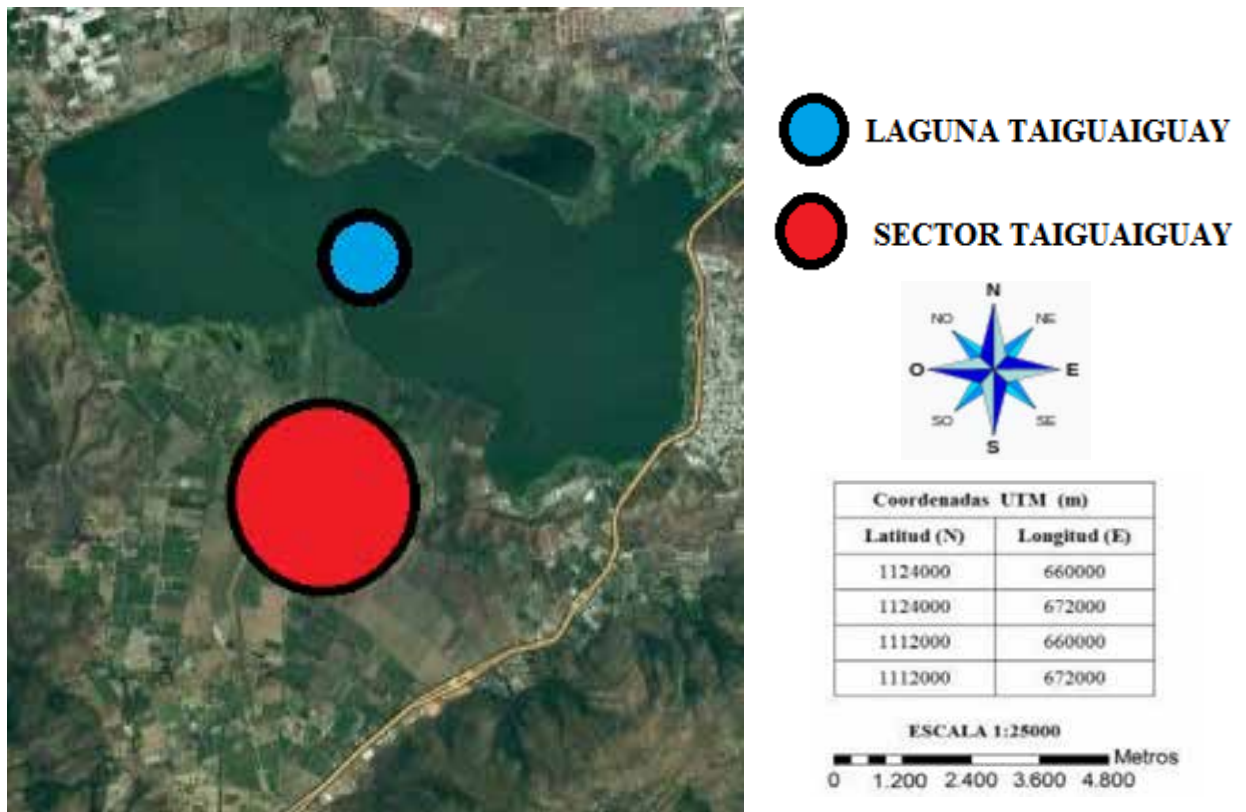 LAGUNA TAIGUAIGUAY
SECTOR TAIGUAIGUAY
N
NO NE
O E
SO SE
S
Coordenadas UTM (m)
Latitud (N) Longitud (E)
1124000 660000
1124000 672000
1112000 660000
1112000 672000
ESCALA 1:25000
Metros
0 1.200 2.400 3.600 4.800